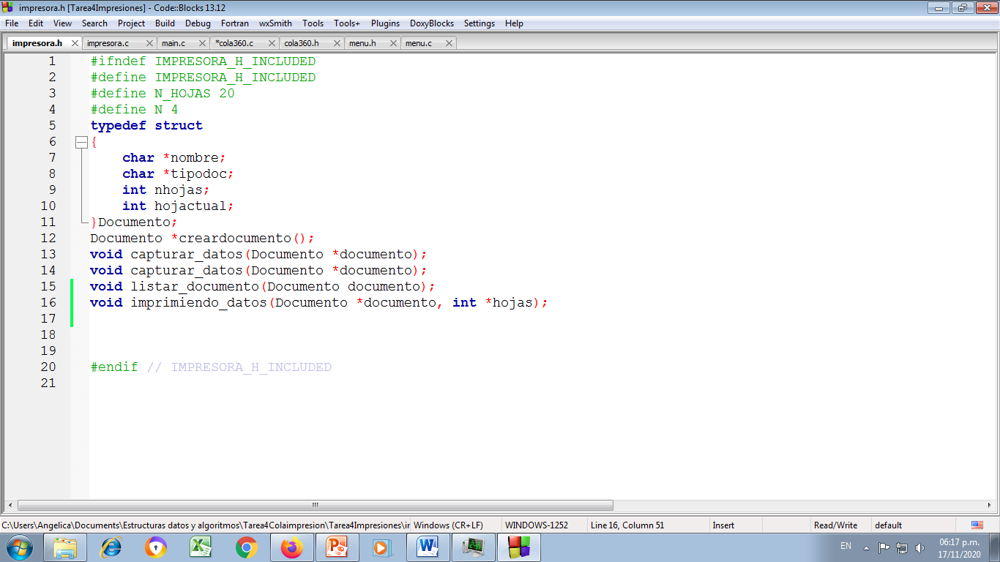 impresora.h [Tarea4Impresiones] - Code::Blocks 13.12
File Edit View Search Project Build Debug Fortran wxSmith Tools Tools+ Plugins DoxyBlocks Settings Help
impresora.h impresora.c main.c *cola360.c cola360.h menu.h menu.c
1 #ifndef IMPRESORA_H_INCLUDED
2 #define IMPRESORA_H_INCLUDED
3 #define N_HOJAS 20
4 #define N 4
5 typedef struct
6 {
7 char *nombre;
8 char *tipodoc;
9 int nhojas;
10 int hojactual;
11 }Documento;
12 Documento *creardocumento();
13 void capturar_datos(Documento *documento);
14 void capturar_datos(Documento *documento);
15 void listar_documento(Documento documento);
16 void imprimiendo_datos(Documento *documento, int *hojas);
17
18
19
20 #endif // IMPRESORA_H_INCLUDED
21
C:\Users\Angelica\Documents\Estructuras datos y algoritmos\Tarea4Colaimpresion\Tarea4Impresiones\ir Windows (CR+LF) WINDOWS-1252 Line 16, Column 51 Insert Read/Write default
EN 06:17 p.m.
17/11/2020